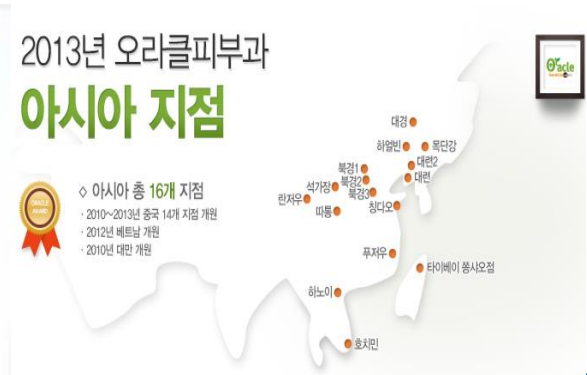 2013년 오라클피부과
아시아 지점
Oracle
ORACLE
AWARD
◇ 아시아 총 16개 지점
· 2010~2013년 중국 14개 지점 개원
· 2012년 베트남 개원
· 2010년 대만 개원
대경
하얼빈
목단강
대련2
대련
북경1
북경2
북경3
석가장
란저우
따통
칭다오
푸저우
타이베이 쭝샤오점
하노이
호치민